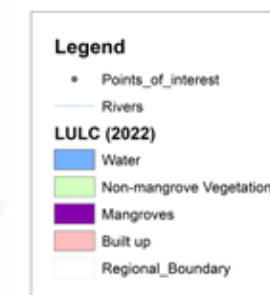 Legend
Points_of_interest
Rivers
LULC (2022)
Water
Non-mangrove Vegetation
Mangroves
Built up
Regional_Boundary